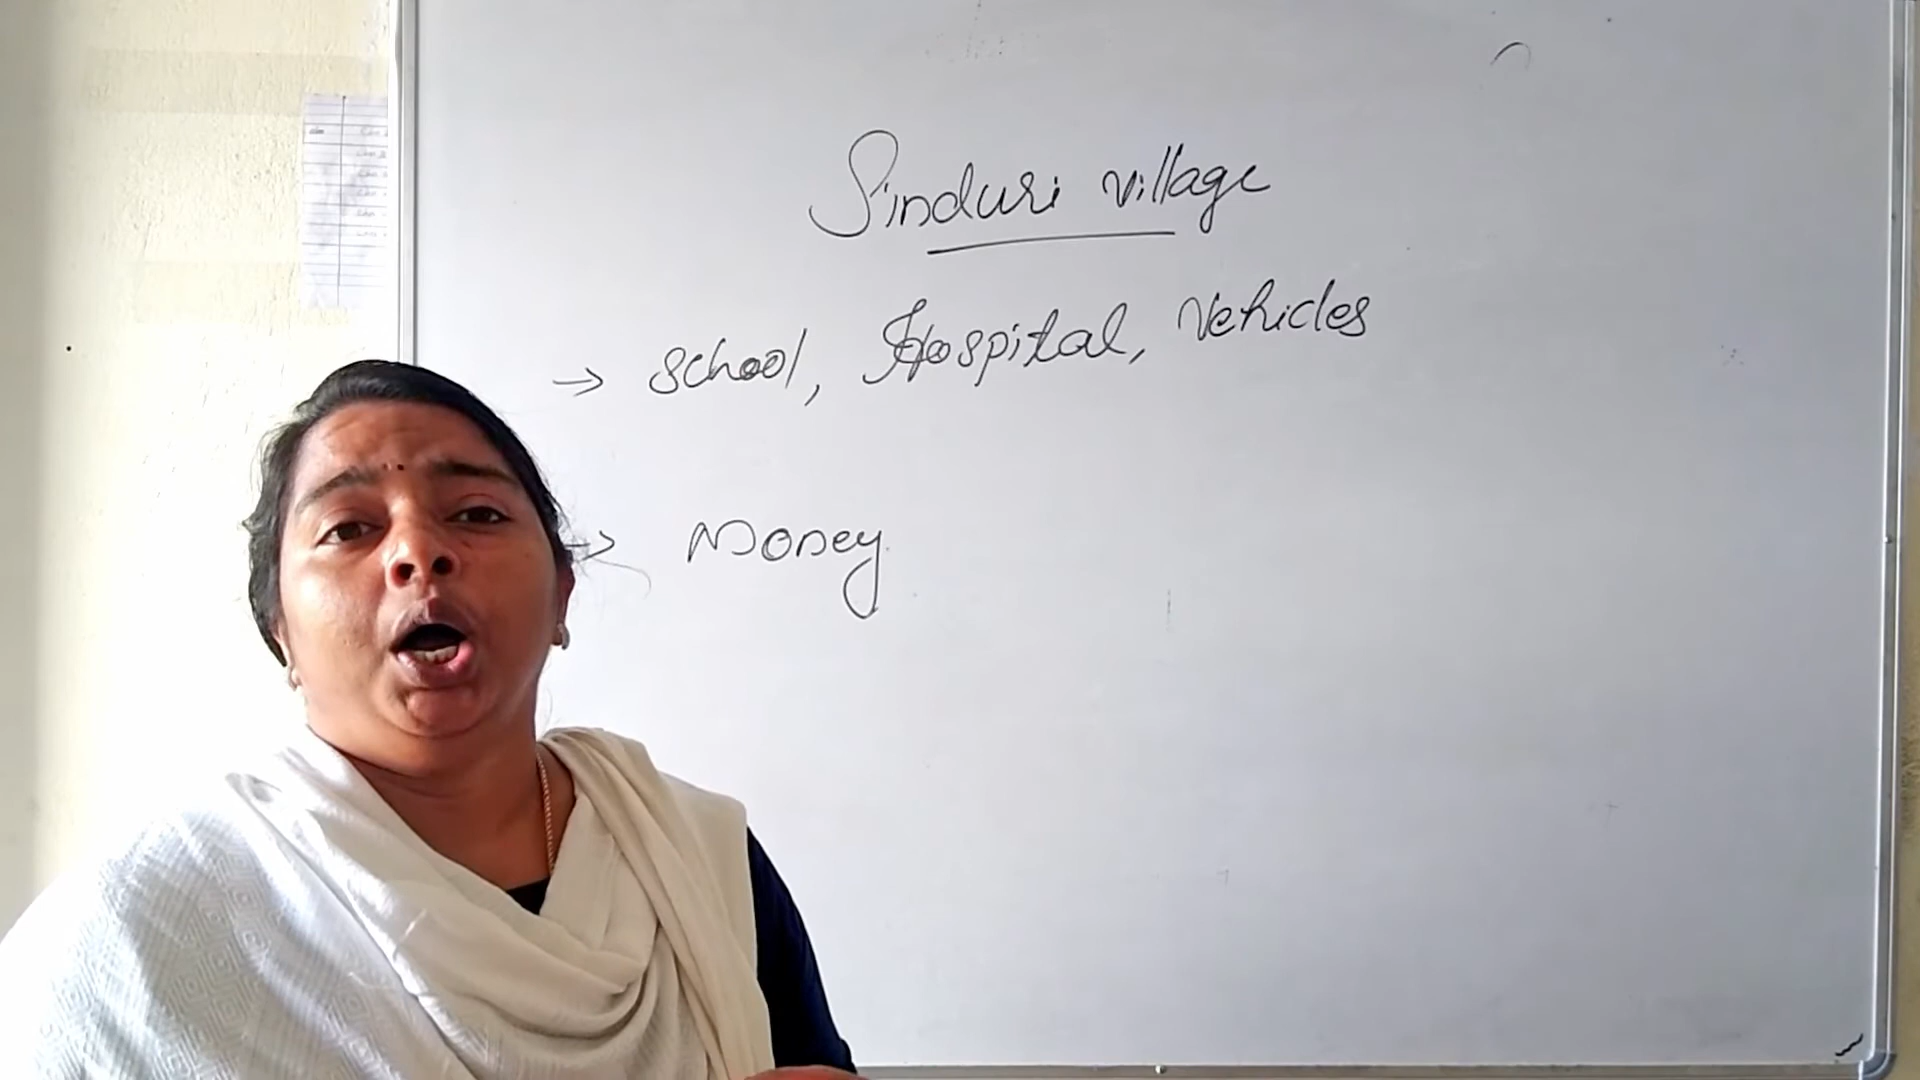 Sinduri village
→ School, Hospital, Vehicles
→ Money